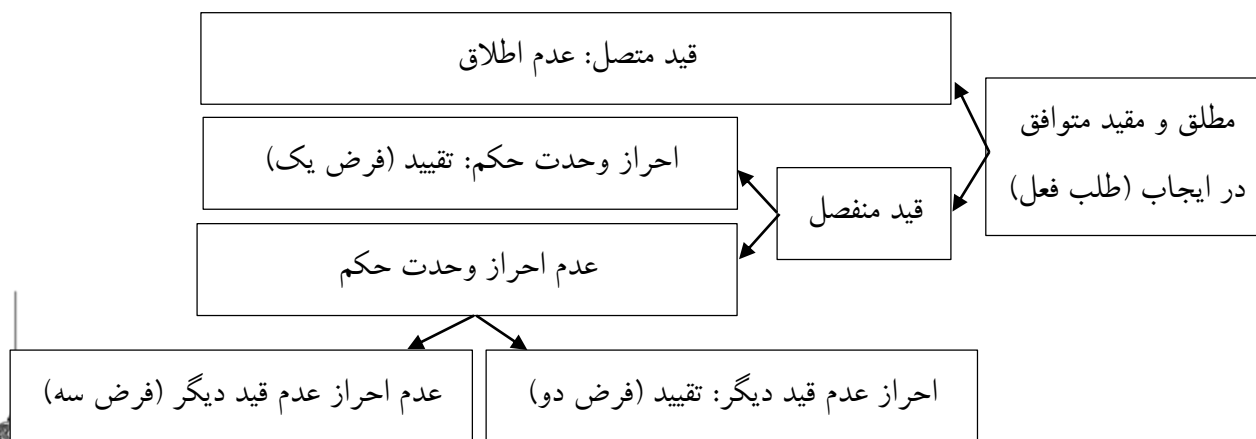 قید متصل: عدم اطلاق
مطلق و مقید متوافق
در ایجاب (طلب فعل)
احراز وحدت حکم: تقیید (فرض یک)
قید منفصل
عدم احراز وحدت حکم
احراز عدم قید دیگر: تقیید (فرض دو)
عدم احراز عدم قید دیگر (فرض سه)